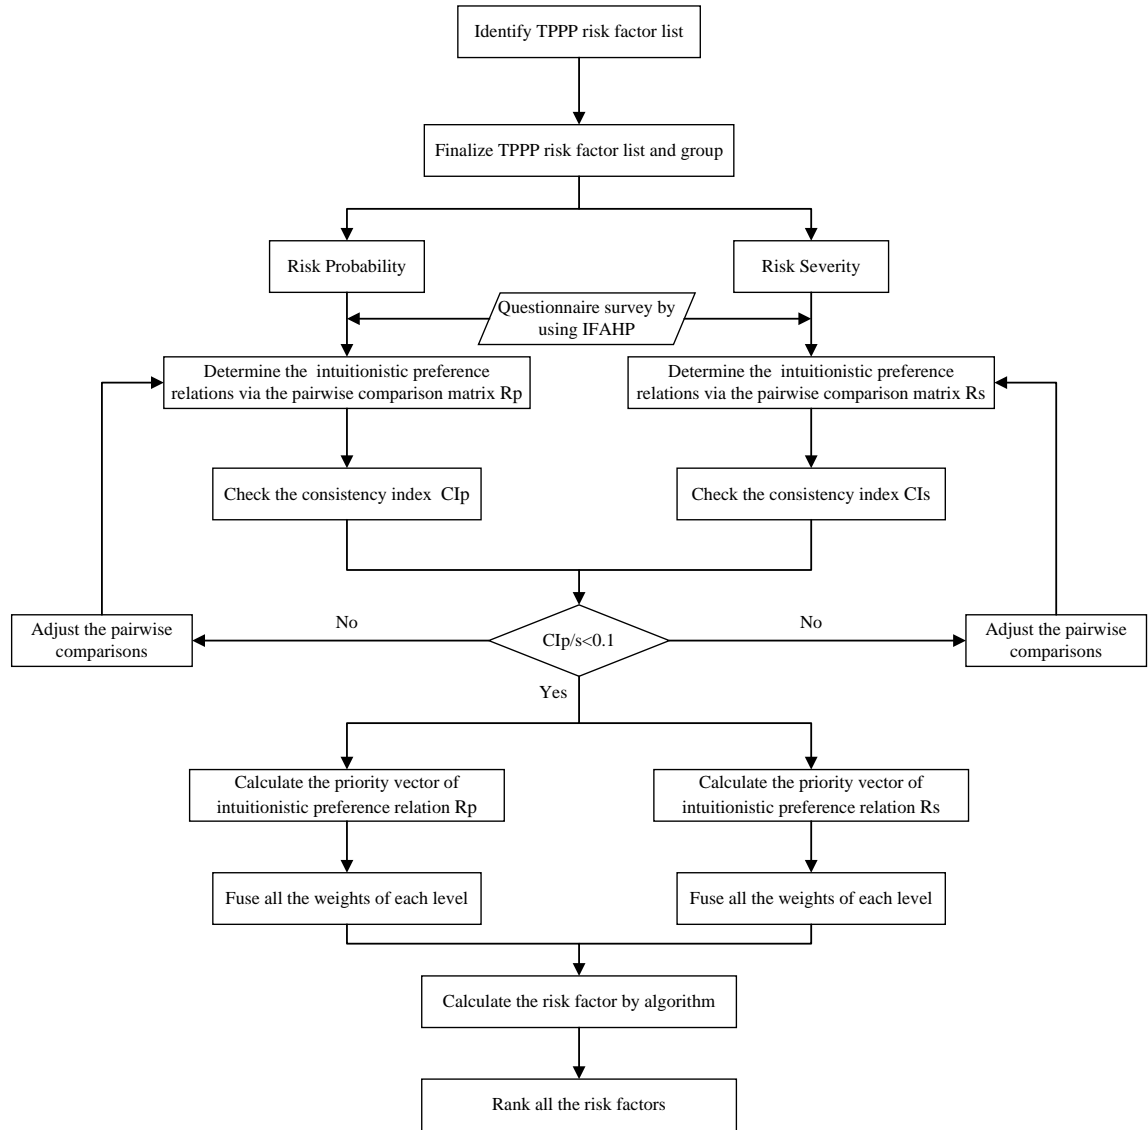 Identify TPPP risk factor list
Finalize TPPP risk factor list and group
Risk Probability
Risk Severity
Questionnaire survey by
using IFAHP
Determine the intuitionistic preference
relations via the pairwise comparison matrix Rp
Determine the intuitionistic preference
relations via the pairwise comparison matrix Rs
Check the consistency index CIp
Check the consistency index CIs
Adjust the pairwise
comparisons
No
CIp/s<0.1
No
Adjust the pairwise
comparisons
Yes
Calculate the priority vector of
intuitionistic preference relation Rp
Calculate the priority vector of
intuitionistic preference relation Rs
Fuse all the weights of each level
Fuse all the weights of each level
Calculate the risk factor by algorithm
Rank all the risk factors